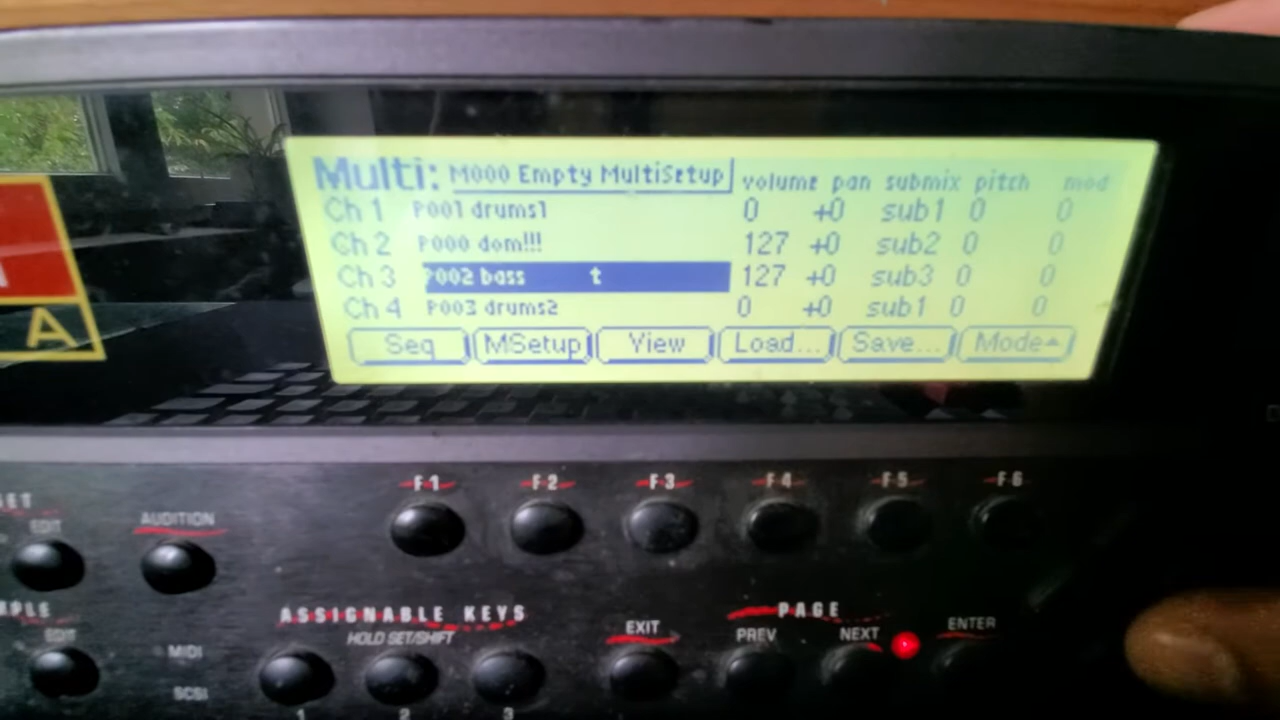 Multi: M000 Empty MultiSetup volume pan submix pitch mod
Ch 1 P001 drums1 0 +0 sub1 0 0
Ch 2 P000 dom!!! 127 +0 sub2 0 0
Ch 3 P002 bass t 127 +0 sub3 0 0
Ch 4 P003 drums2 0 +0 sub1 0 0
Seq MSetup View Load... Save... Mode
A
F1 F2 F3 F4 F5 F6
EDIT AUDITION
ASSIGNABLE KEYS
HOLD SET/SHIFT
EXIT
PAGE
PREV NEXT ENTER
EDIT MIDI
SCSI
1 2 3